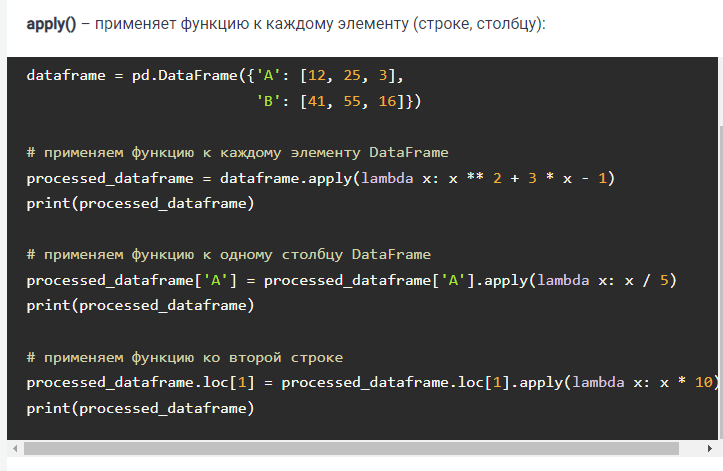 apply() – применяет функцию к каждому элементу (строке, столбцу):
dataframe = pd.DataFrame({'A': [12, 25, 3],
                          'B': [41, 55, 16]})
# применяем функцию к каждому элементу DataFrame
processed_dataframe = dataframe.apply(lambda x: x ** 2 + 3 * x - 1)
print(processed_dataframe)
# применяем функцию к одному столбцу DataFrame
processed_dataframe['A'] = processed_dataframe['A'].apply(lambda x: x / 5)
print(processed_dataframe)
# применяем функцию ко второй строке
processed_dataframe.loc[1] = processed_dataframe.loc[1].apply(lambda x: x * 10)
print(processed_dataframe)